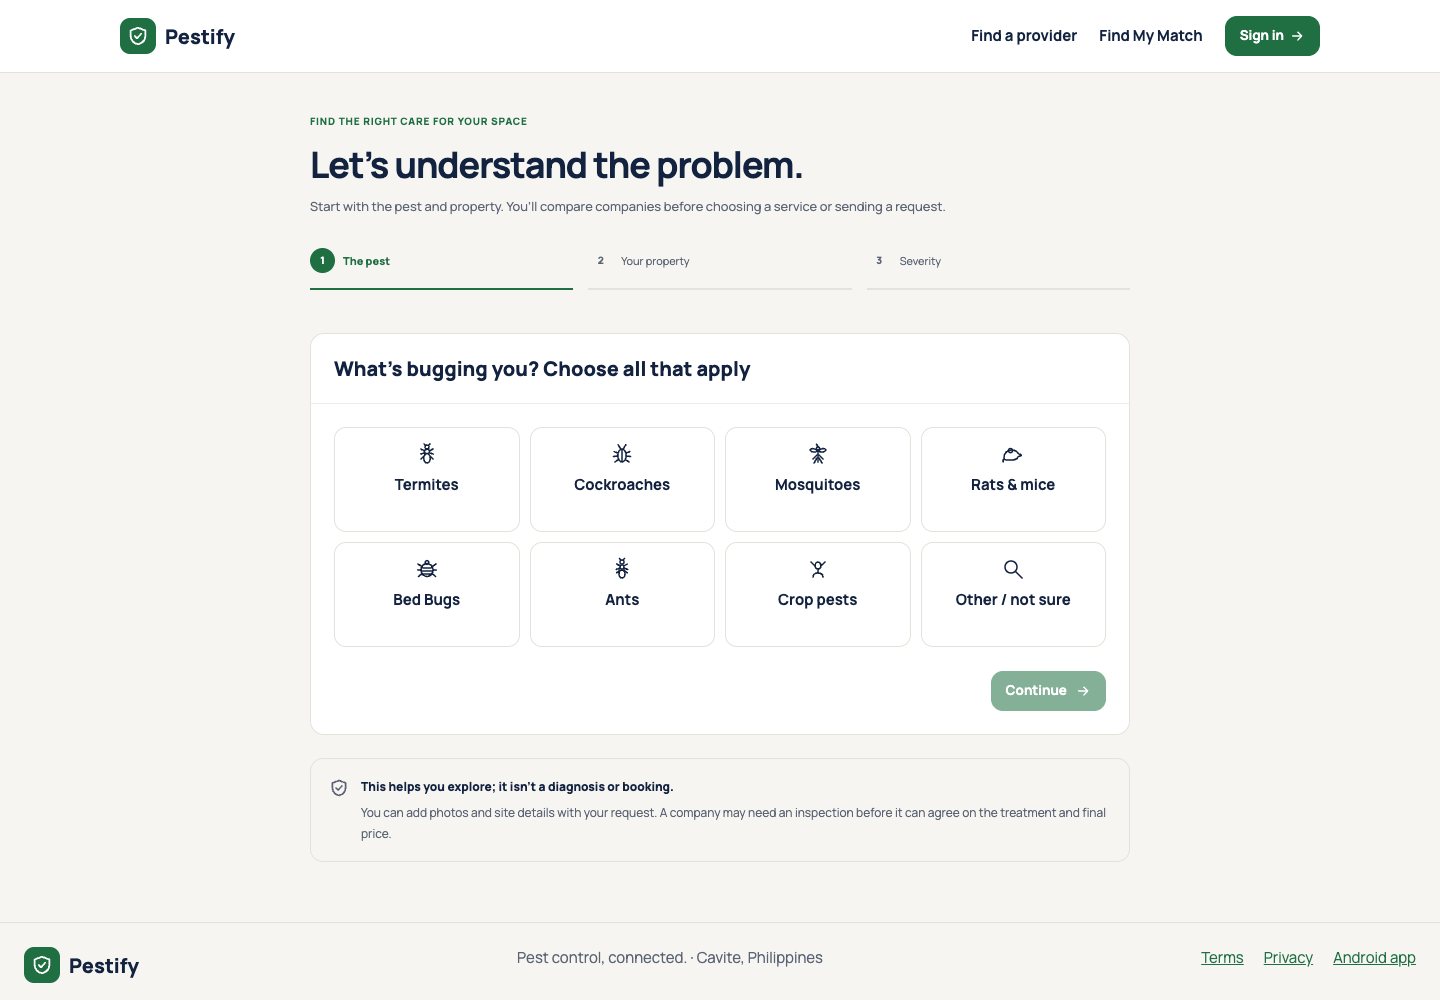 Pestify
Find a provider
Find My Match
Sign in →
FIND THE RIGHT CARE FOR YOUR SPACE
Let's understand the problem.
Start with the pest and property. You'll compare companies before choosing a service or sending a request.
1 The pest
2 Your property
3 Severity
What's bugging you? Choose all that apply
Termites
Cockroaches
Mosquitoes
Rats & mice
Bed Bugs
Ants
Crop pests
Other / not sure
Continue →
This helps you explore; it isn't a diagnosis or booking.
You can add photos and site details with your request. A company may need an inspection before it can agree on the treatment and final
price.
Pestify
Pest control, connected. · Cavite, Philippines
Terms
Privacy
Android app